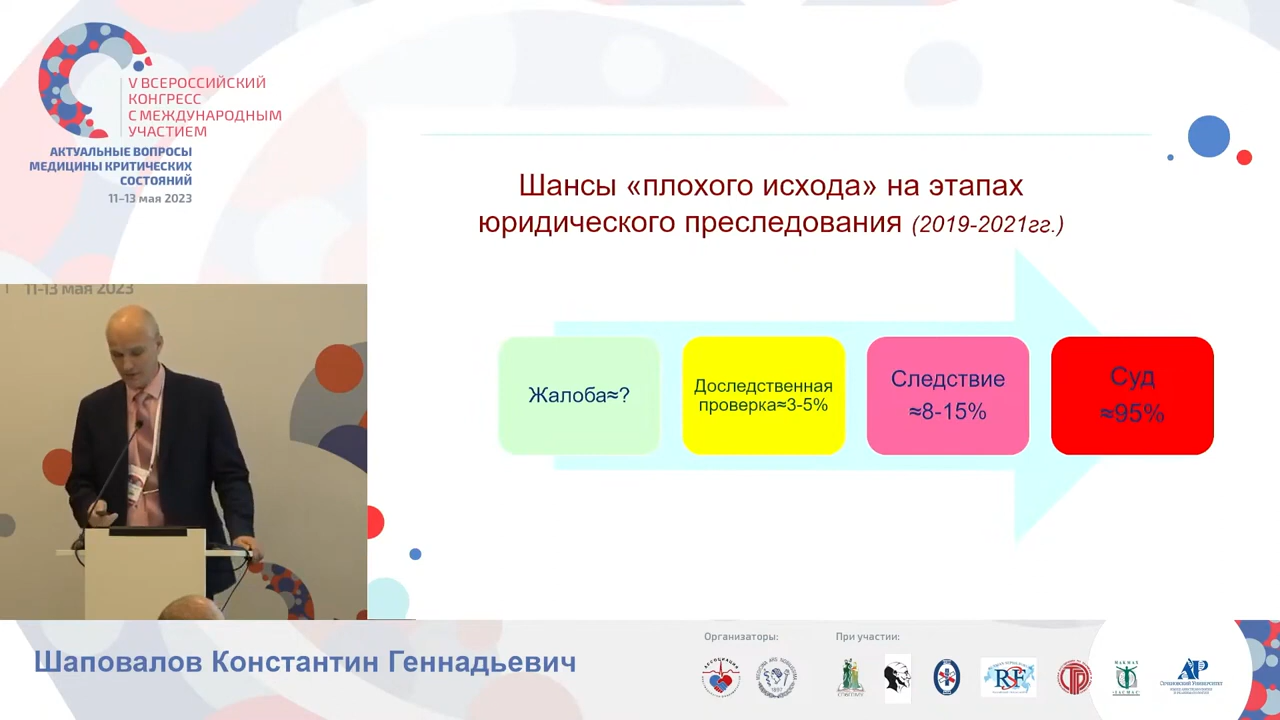 V ВСЕРОССИЙСКИЙ
КОНГРЕСС
С МЕЖДУНАРОДНЫМ
УЧАСТИЕМ
АКТУАЛЬНЫЕ ВОПРОСЫ
МЕДИЦИНЫ КРИТИЧЕСКИХ
СОСТОЯНИЙ
11–13 мая 2023
11-13 мая 2023
Шансы «плохого исхода» на этапах
юридического преследования (2019-2021гг.)
Жалоба≈?
Доследственная
проверка≈3-5%
Следствие
≈8-15%
Суд
≈95%
Шаповалов Константин Геннадьевич
Организаторы:
При участии: